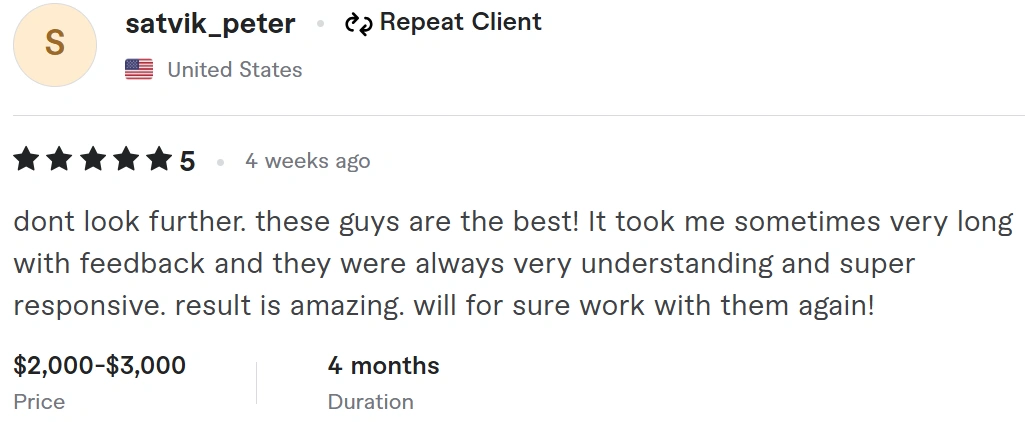 S
satvik_peter • Repeat Client
United States
5 • 4 weeks ago
dont look further. these guys are the best! It took me sometimes very long
with feedback and they were always very understanding and super
responsive. result is amazing. will for sure work with them again!
$2,000-$3,000 4 months
Price Duration